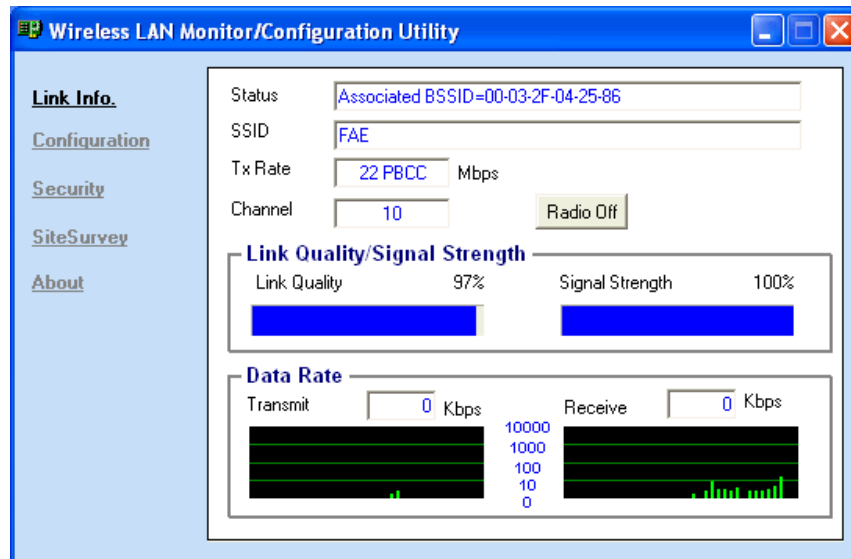 Wireless LAN Monitor/Configuration Utility
Link Info.
Configuration
Security
SiteSurvey
About
Status Associated BSSID=00-03-2F-04-25-86
SSID FAE
Tx Rate 22 PBCC Mbps
Channel 10 Radio Off
Link Quality/Signal Strength
Link Quality 97% Signal Strength 100%
Data Rate
Transmit 0 Kbps Receive 0 Kbps
10000
1000
100
10
0